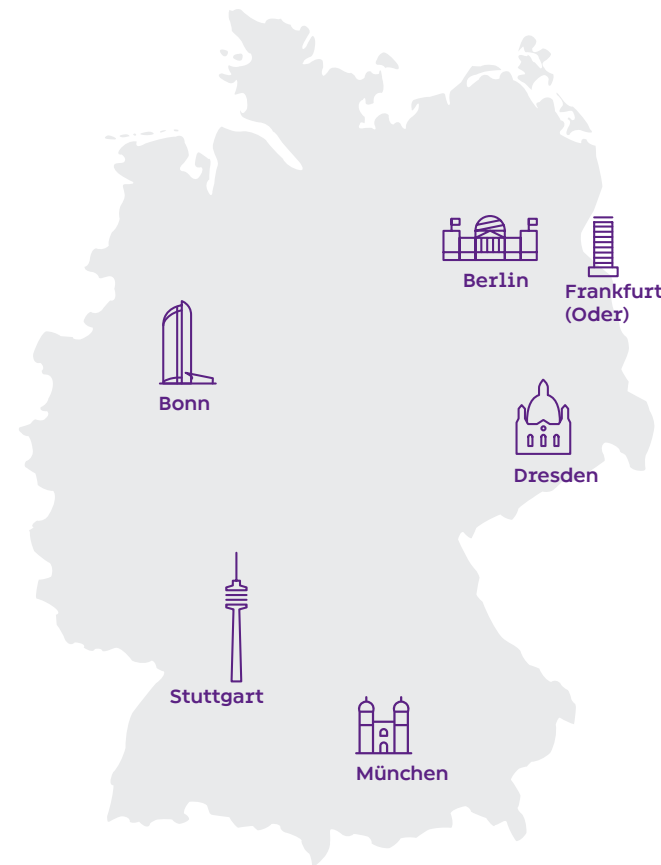 Berlin
Frankfurt
(Oder)
Bonn
Dresden
Stuttgart
München